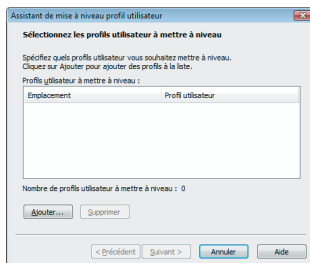 Assistant de mise à niveau profil utilisateur
Sélectionnez les profils utilisateur à mettre à niveau
Spécifiez quels profils utilisateur vous souhaitez mettre à niveau.
Cliquez sur Ajouter pour ajouter des profils à la liste.
Profils utilisateur à mettre à niveau :
Emplacement Profil utilisateur
Nombre de profils utilisateur à mettre à niveau : 0
Ajouter... Supprimer
< Précédent Suivant > Annuler Aide